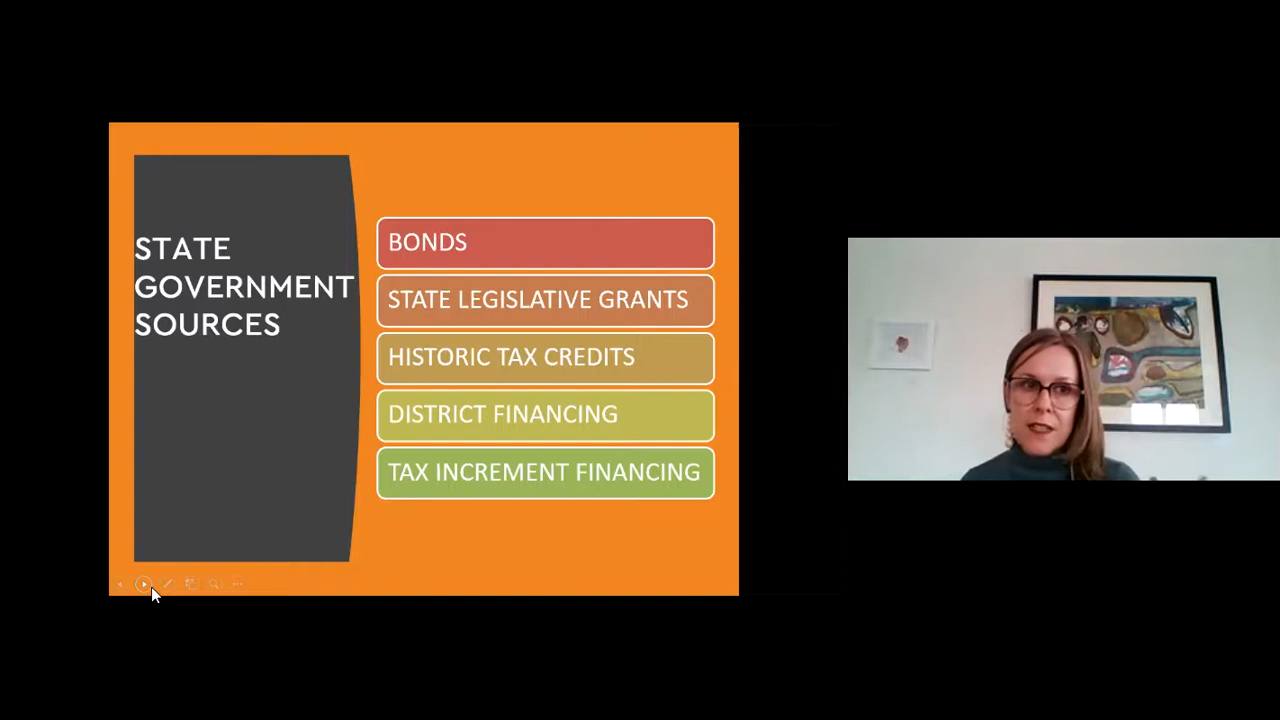 STATE
GOVERNMENT
SOURCES
BONDS
STATE LEGISLATIVE GRANTS
HISTORIC TAX CREDITS
DISTRICT FINANCING
TAX INCREMENT FINANCING